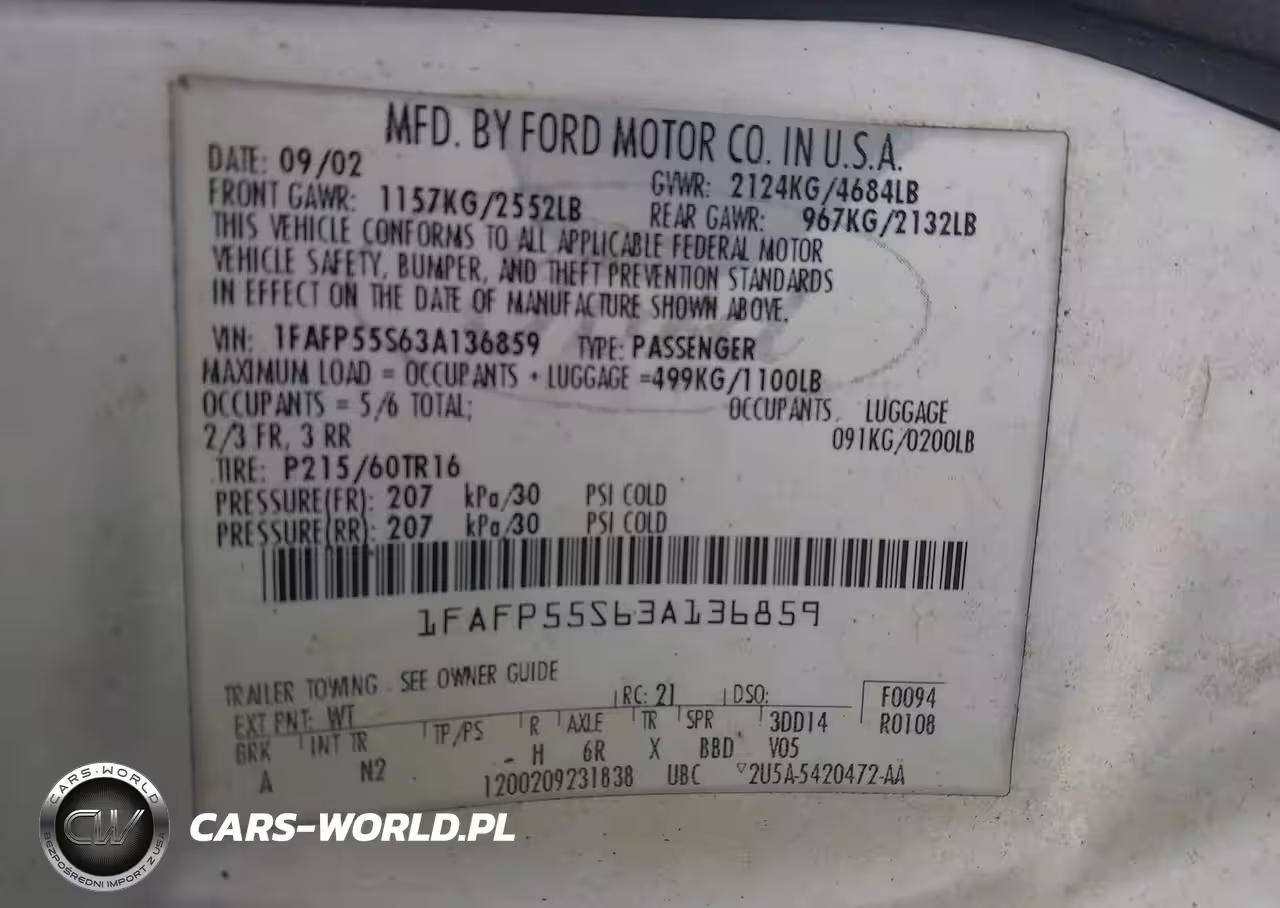 MFD. BY FORD MOTOR CO. IN U.S.A.
DATE: 09/02 GVWR: 2124KG/4684LB
FRONT GAWR: 1157KG/2552LB REAR GAWR: 967KG/2132LB
THIS VEHICLE CONFORMS TO ALL APPLICABLE FEDERAL MOTOR
VEHICLE SAFETY, BUMPER, AND THEFT PREVENTION STANDARDS
IN EFFECT ON THE DATE OF MANUFACTURE SHOWN ABOVE.
VIN: 1FAFP55S63A136859 TYPE: PASSENGER
MAXIMUM LOAD = OCCUPANTS + LUGGAGE =499KG/1100LB
OCCUPANTS = 5/6 TOTAL; OCCUPANTS, LUGGAGE
2/3 FR, 3 RR 091KG/0200LB
TIRE: P215/60TR16
PRESSURE(FR): 207 kPa/30 PSI COLD
PRESSURE(RR): 207 kPa/30 PSI COLD
1FAFP55S63A136859
TRAILER TOWING - SEE OWNER GUIDE
EXT PNT: WT RC: 21 DSO: F0094
BRK INT TR TP/PS R AXLE TR SPR 3DD14 R0108
A N2 - H 6R X BBD V05
1200209231838 UBC ▽2U5A-5420472-AA
CARS-WORLD
CW
BEZPOŚREDNI IMPORT Z USA
CARS-WORLD.PL